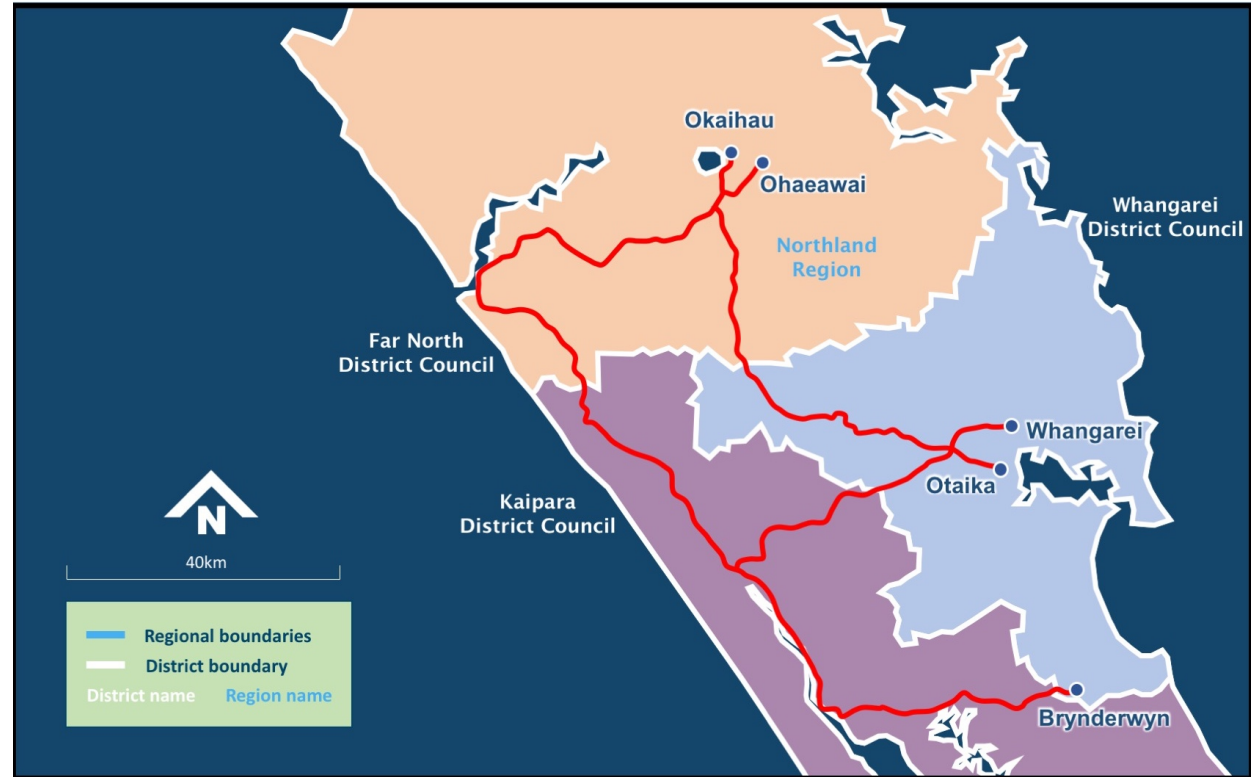 Okaihau
Ohaeawai
Whangarei
District Council
Northland
Region
Far North
District Council
Whangarei
Otaika
Kaipara
District Council
N
40km
Regional boundaries
District boundary
District name Region name
Brynderwyn